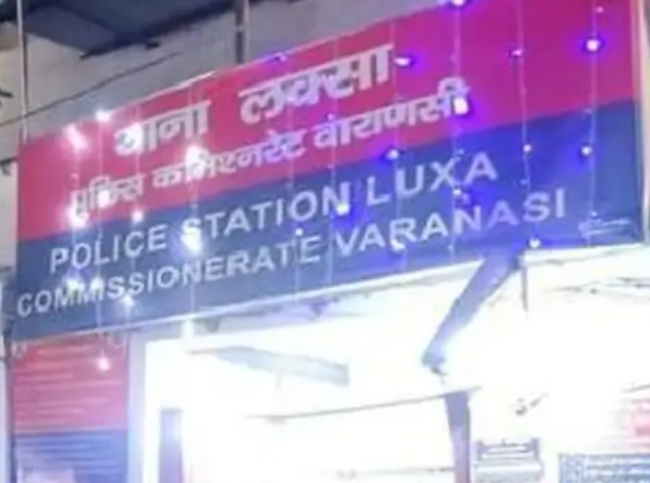 थाना लक्सा
पुलिस कमिश्नरेट वाराणसी
POLICE STATION LUXA
COMMISSIONERATE VARANASI